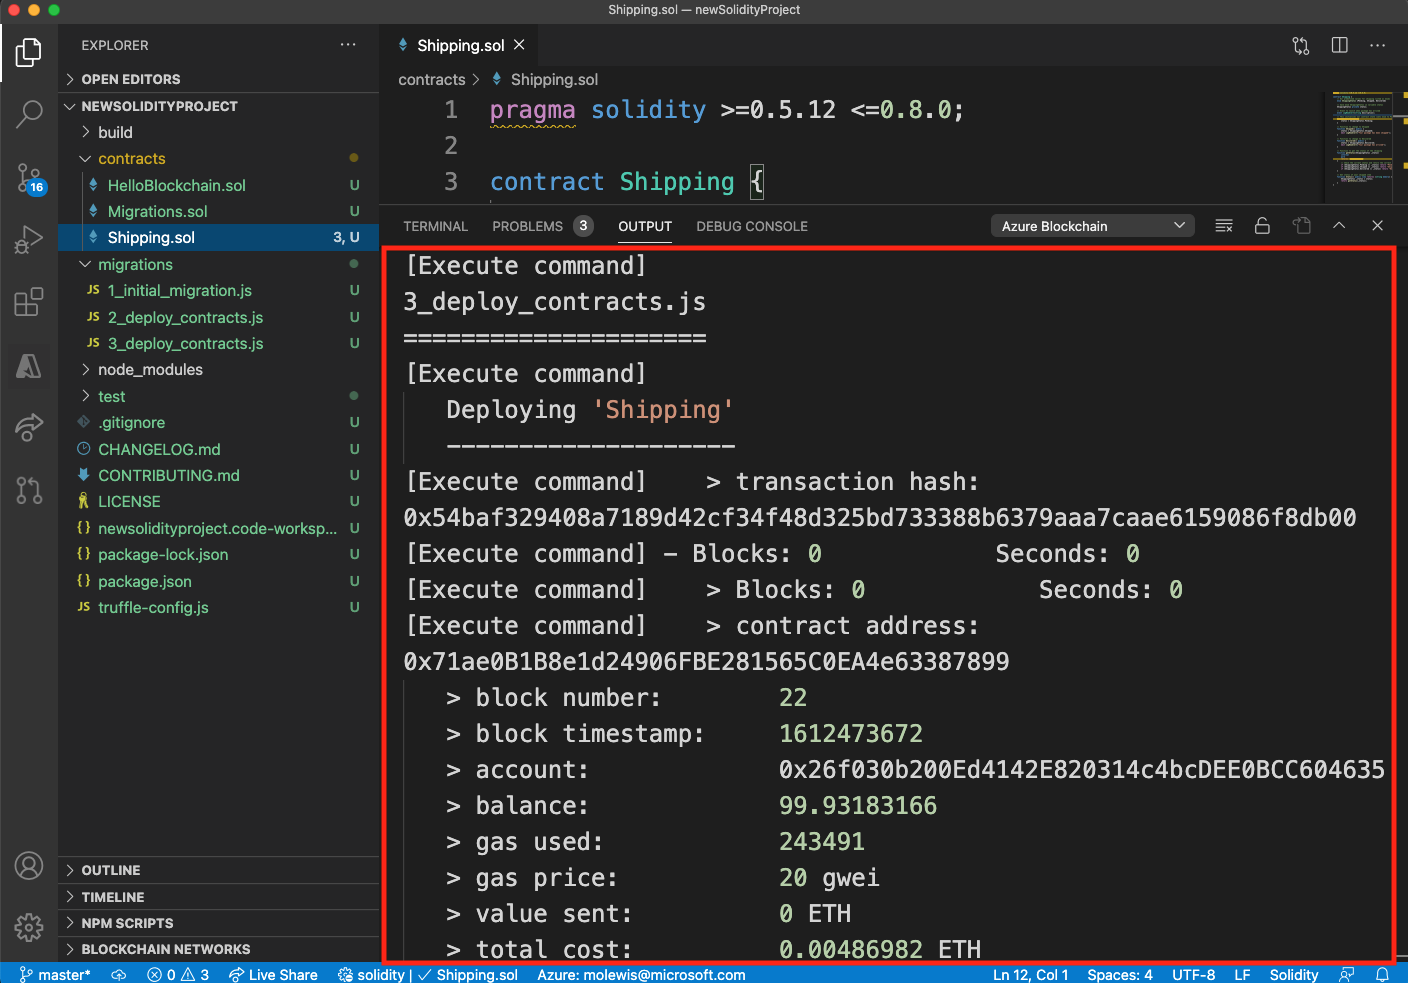 Shipping.sol — newSolidityProject
EXPLORER
OPEN EDITORS
NEWSOLIDITYPROJECT
build
contracts
HelloBlockchain.sol U
Migrations.sol U
Shipping.sol 3, U
migrations
JS 1_initial_migration.js U
JS 2_deploy_contracts.js U
JS 3_deploy_contracts.js U
node_modules
test
.gitignore U
CHANGELOG.md U
CONTRIBUTING.md U
LICENSE U
{} newsolidityproject.code-worksp... U
{} package-lock.json U
{} package.json U
JS truffle-config.js U
OUTLINE
TIMELINE
NPM SCRIPTS
BLOCKCHAIN NETWORKS
16
Shipping.sol
contracts > Shipping.sol
1 pragma solidity >=0.5.12 <=0.8.0;
2
3 contract Shipping {
TERMINAL PROBLEMS 3 OUTPUT DEBUG CONSOLE Azure Blockchain
[Execute command]
3_deploy_contracts.js
=====================
[Execute command]
Deploying 'Shipping'
--------------------
[Execute command] > transaction hash:
0x54baf329408a7189d42cf34f48d325bd733388b6379aaa7caae6159086f8db00
[Execute command] - Blocks: 0 Seconds: 0
[Execute command] > Blocks: 0 Seconds: 0
[Execute command] > contract address:
0x71ae0B1B8e1d24906FBE281565C0EA4e63387899
> block number: 22
> block timestamp: 1612473672
> account: 0x26f030b200Ed4142E820314c4bcDEE0BCC604635
> balance: 99.93183166
> gas used: 243491
> gas price: 20 gwei
> value sent: 0 ETH
> total cost: 0.00486982 ETH
master* 0 3 Live Share solidity | Shipping.sol Azure: molewis@microsoft.com Ln 12, Col 1 Spaces: 4 UTF-8 LF Solidity